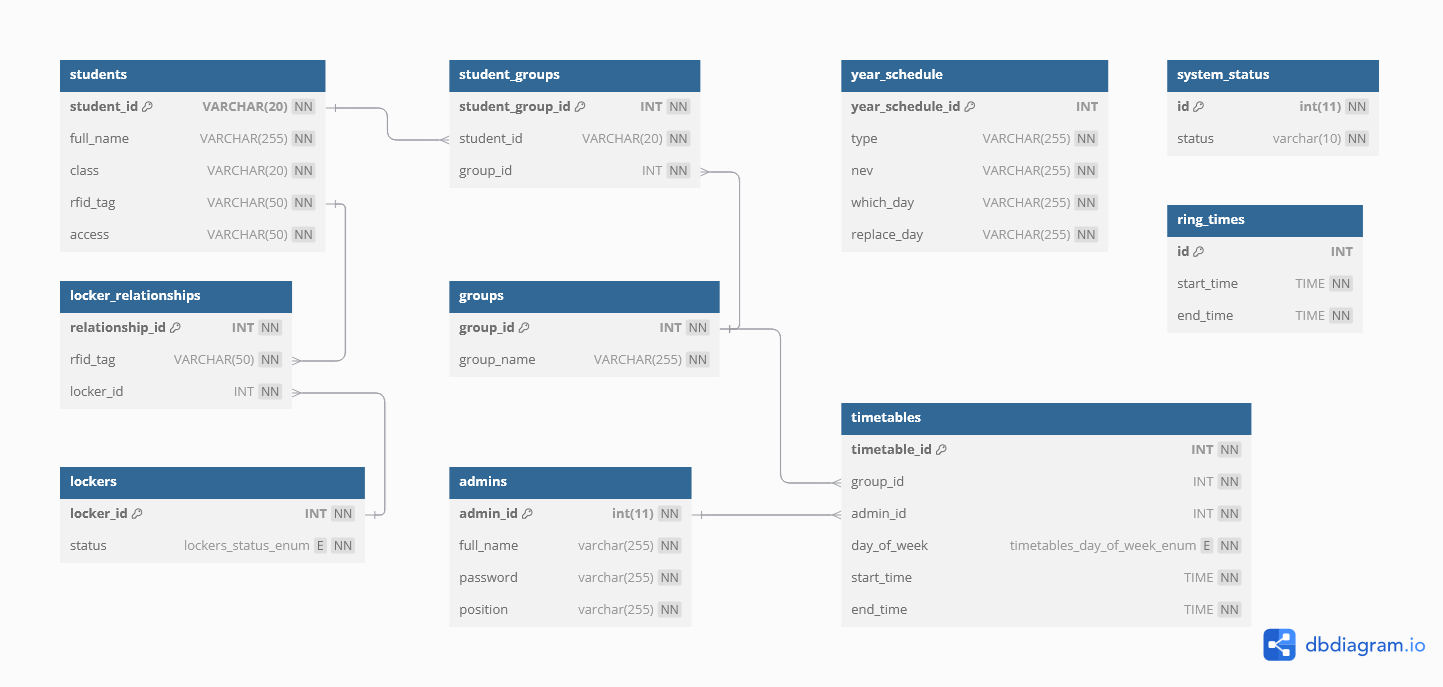 students
student_id VARCHAR(20) NN
full_name VARCHAR(255) NN
class VARCHAR(20) NN
rfid_tag VARCHAR(50) NN
access VARCHAR(50) NN
locker_relationships
relationship_id INT NN
rfid_tag VARCHAR(50) NN
locker_id INT NN
lockers
locker_id INT NN
status lockers_status_enum E NN
student_groups
student_group_id INT NN
student_id VARCHAR(20) NN
group_id INT NN
groups
group_id INT NN
group_name VARCHAR(255) NN
admins
admin_id int(11) NN
full_name varchar(255) NN
password varchar(255) NN
position varchar(255) NN
year_schedule
year_schedule_id INT
type VARCHAR(255) NN
nev VARCHAR(255) NN
which_day VARCHAR(255) NN
replace_day VARCHAR(255) NN
system_status
id int(11) NN
status varchar(10) NN
ring_times
id INT
start_time TIME NN
end_time TIME NN
timetables
timetable_id INT NN
group_id INT NN
admin_id INT NN
day_of_week timetables_day_of_week_enum E NN
start_time TIME NN
end_time TIME NN
dbdiagram.io